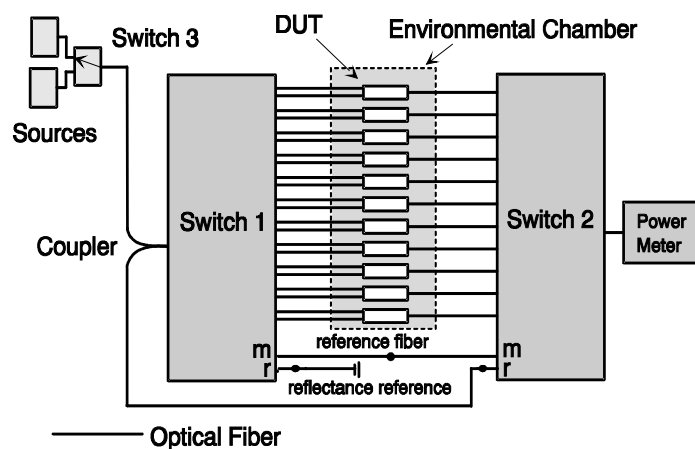 Switch 3
DUT
Environmental Chamber
Sources
Switch 1
Switch 2
Power
Meter
Coupler
m
r
reference fiber
reflectance reference
m
r
Optical Fiber